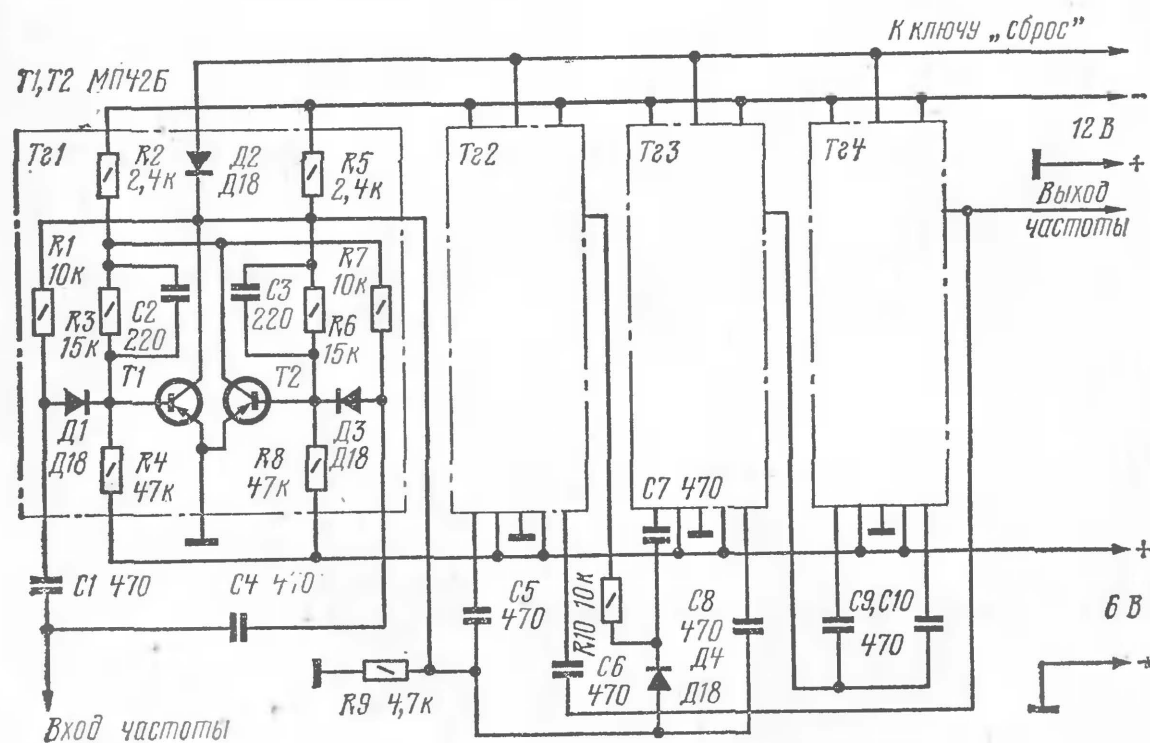 К ключу „сброс”
Т1,Т2 МП42Б
12 В
Выход
частоты
Тг1
R2
2,4к
Д2
Д18
R5
2,4к
Тг2
Тг3
Тг4
R1
10к
R3
15к
C2
220
C3
220
R7
10к
R6
15к
Т1
Т2
Д1
Д18
R4
47к
R8
47к
Д3
Д18
C7 470
C1 470
C4 470
C5
470
R10 10к
C6
470
C8
470
Д4
Д18
C9,C10
470
6 В
R9 4,7к
Вход частоты